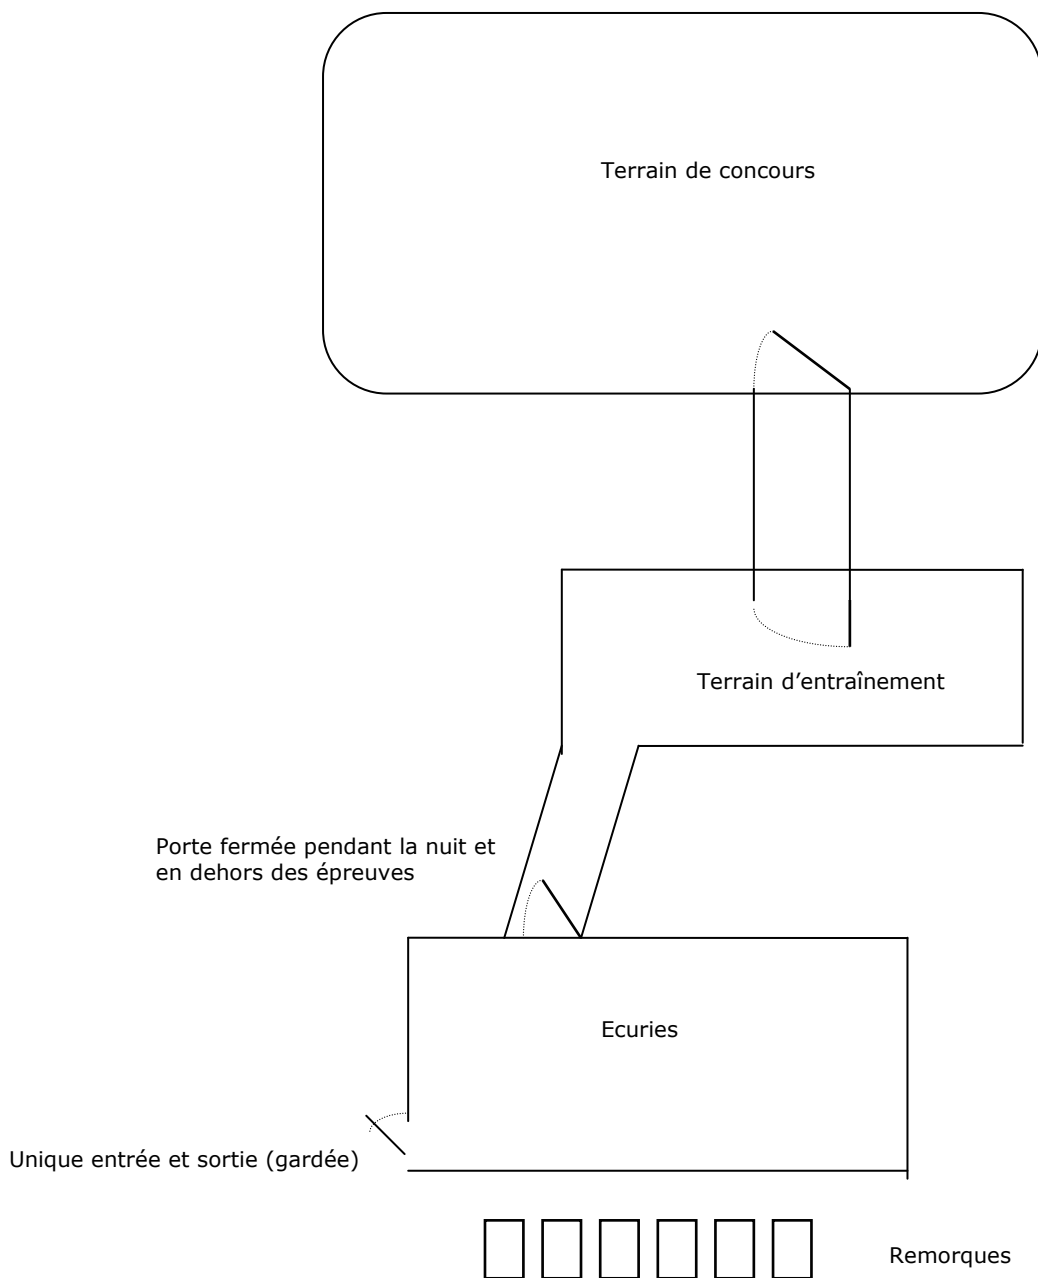 Terrain de concours
Terrain d’entraînement
Porte fermée pendant la nuit et
en dehors des épreuves
Ecuries
Unique entrée et sortie (gardée)
Remorques